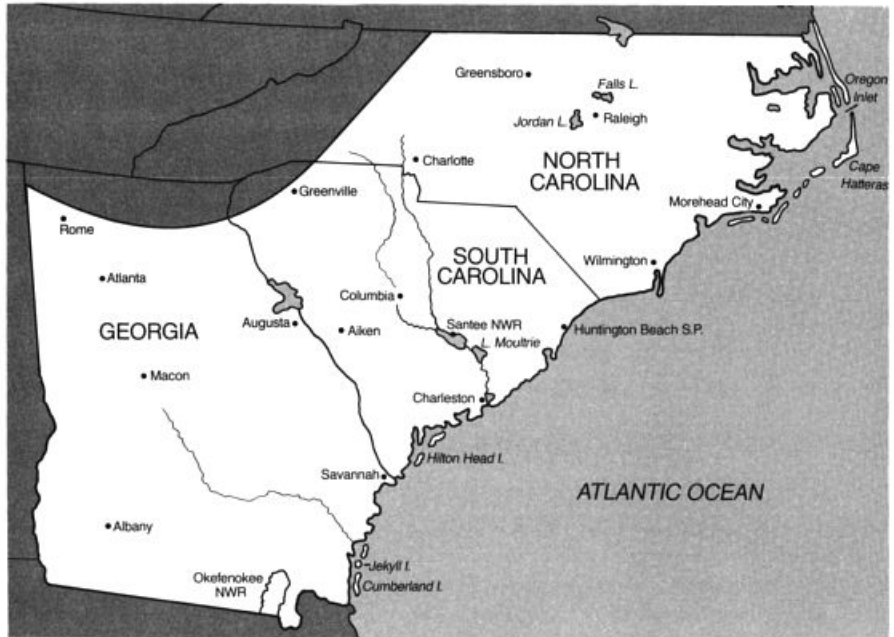 Greensboro
Falls L.
Oregon
Inlet
Jordan L.
Raleigh
Charlotte
NORTH
CAROLINA
Cape
Hatteras
Greenville
Morehead City
Rome
SOUTH
CAROLINA
Wilmington
Atlanta
Columbia
GEORGIA
Augusta
Aiken
Santee NWR
L. Moultrie
Huntington Beach S.P.
Macon
Charleston
Hilton Head I.
Savannah
ATLANTIC OCEAN
Albany
Okefenokee
NWR
Jekyll I.
Cumberland I.